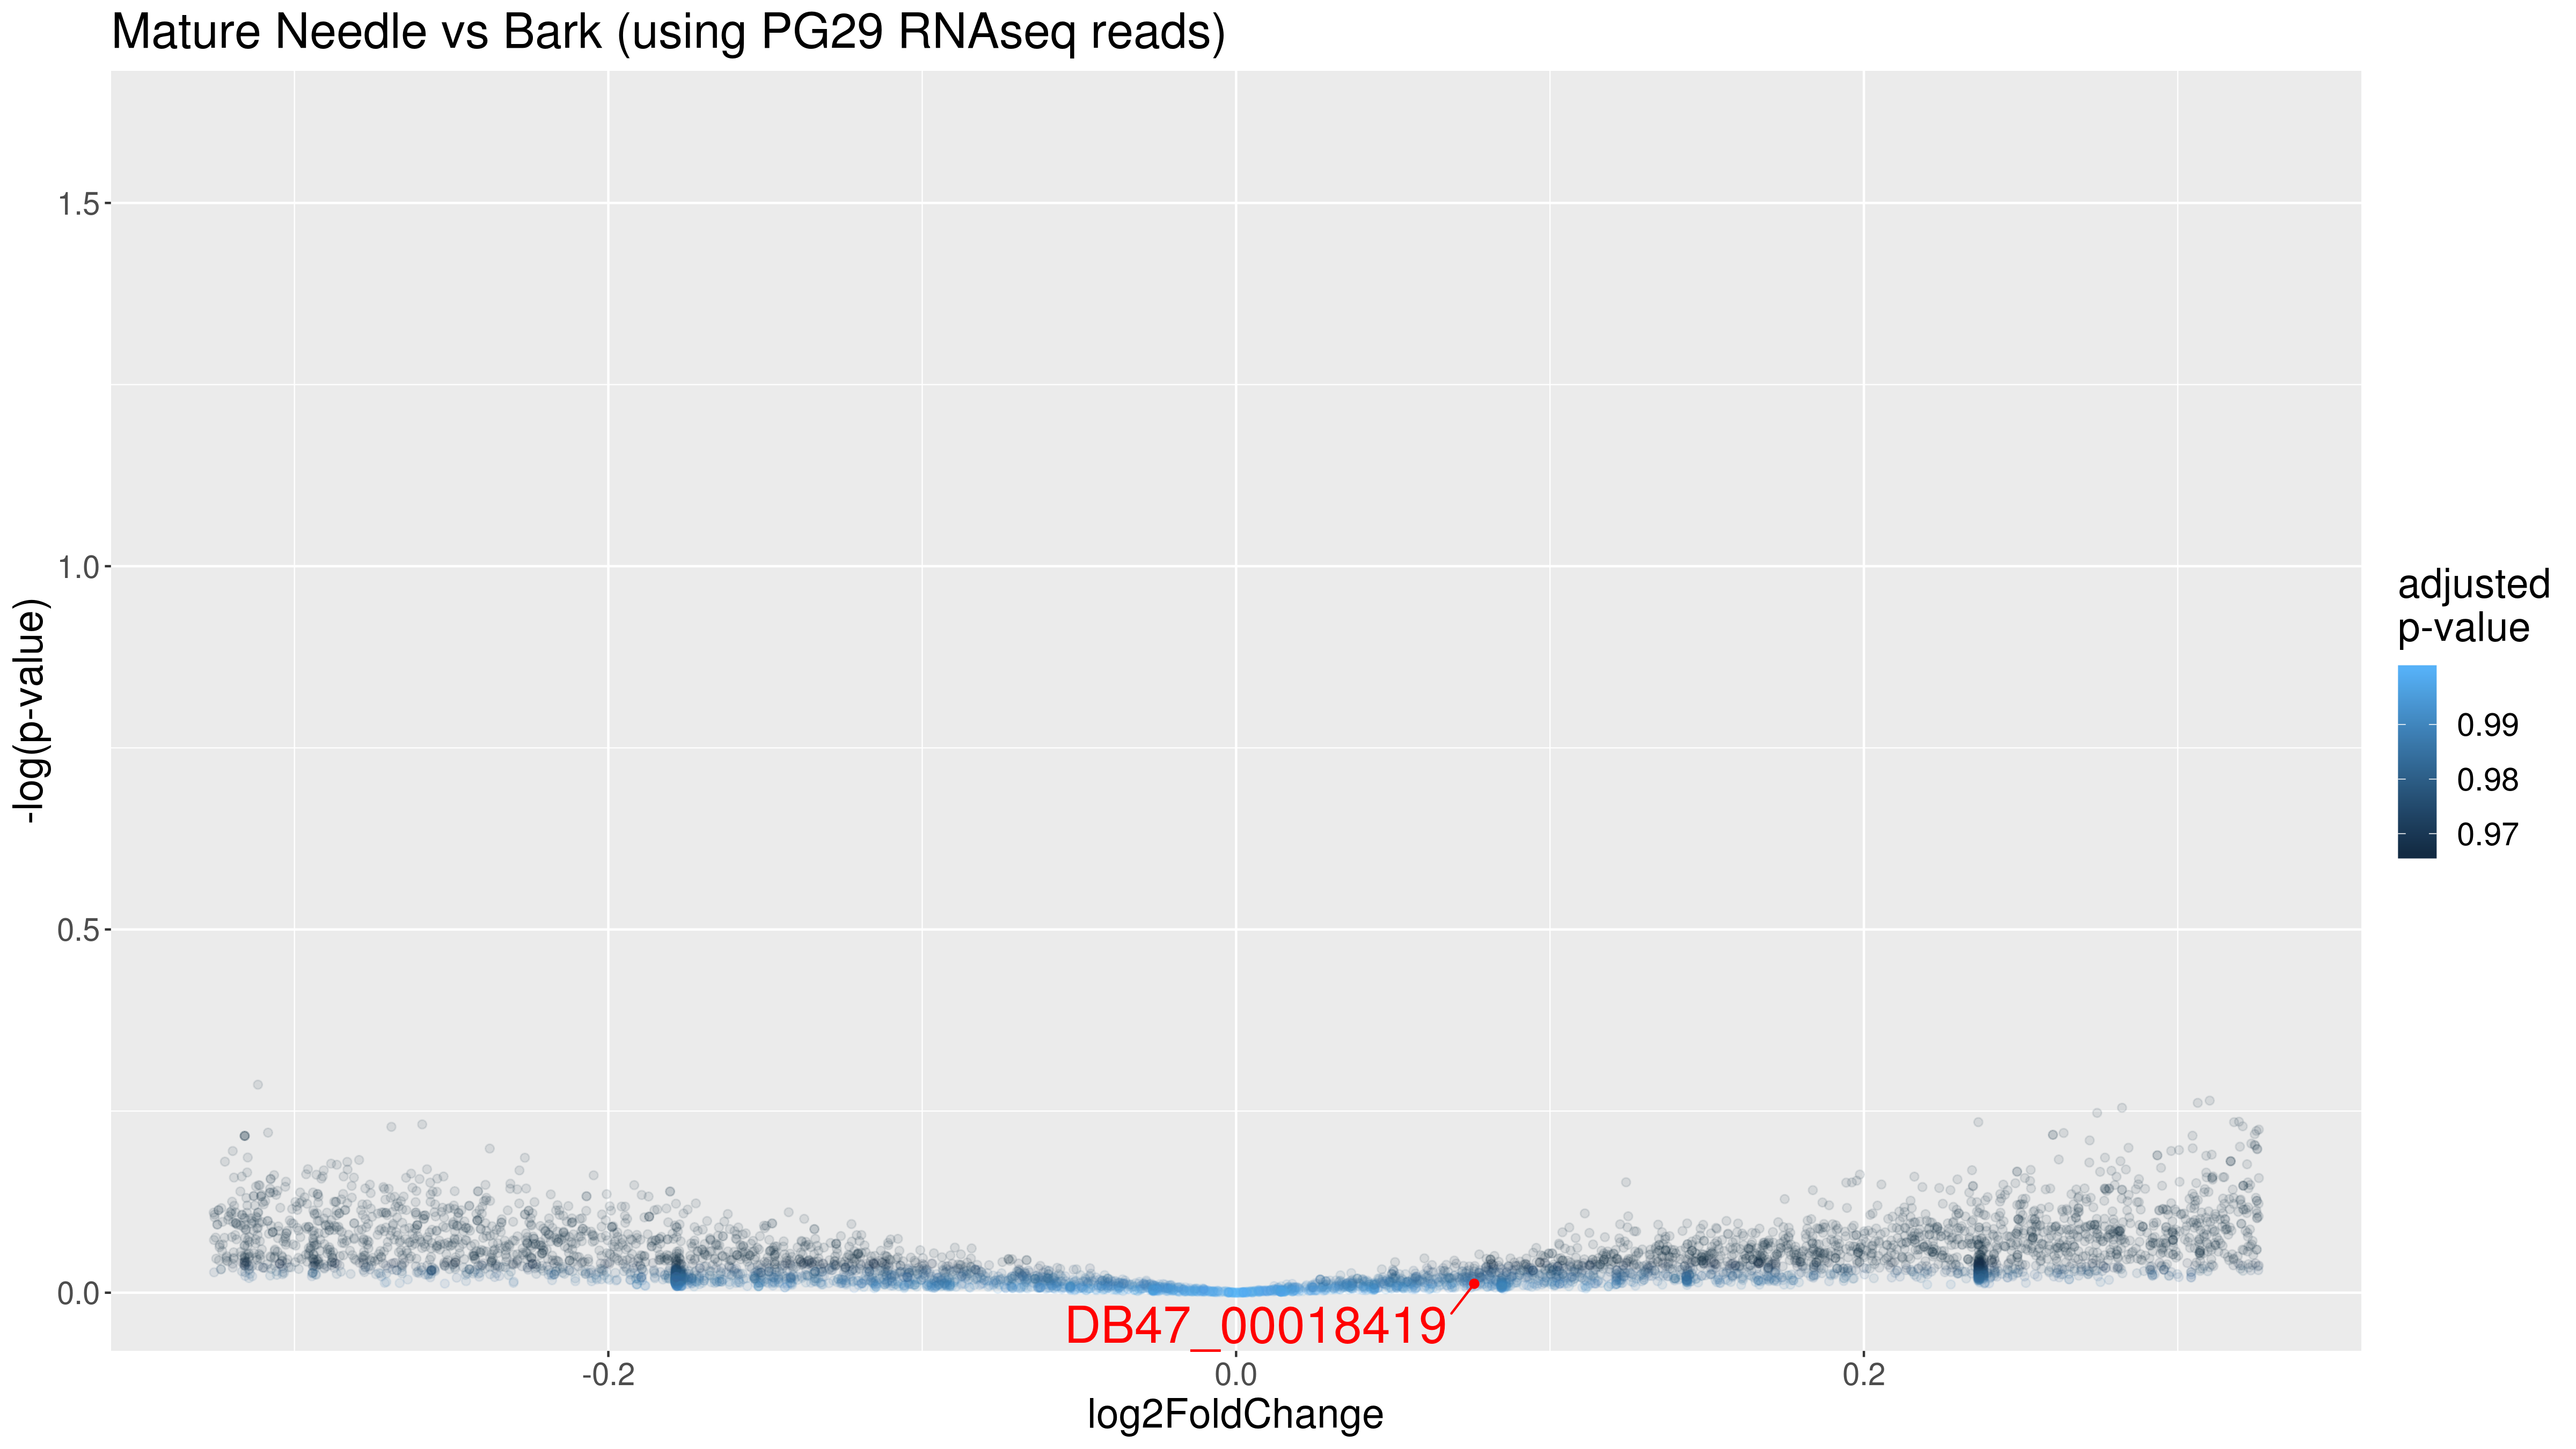 Mature Needle vs Bark (using PG29 RNAseq reads)
-log(p-value)
1.5
1.0
0.5
0.0
DB47_00018419
-0.2
0.0
0.2
log2FoldChange
adjusted
p-value
0.99
0.98
0.97